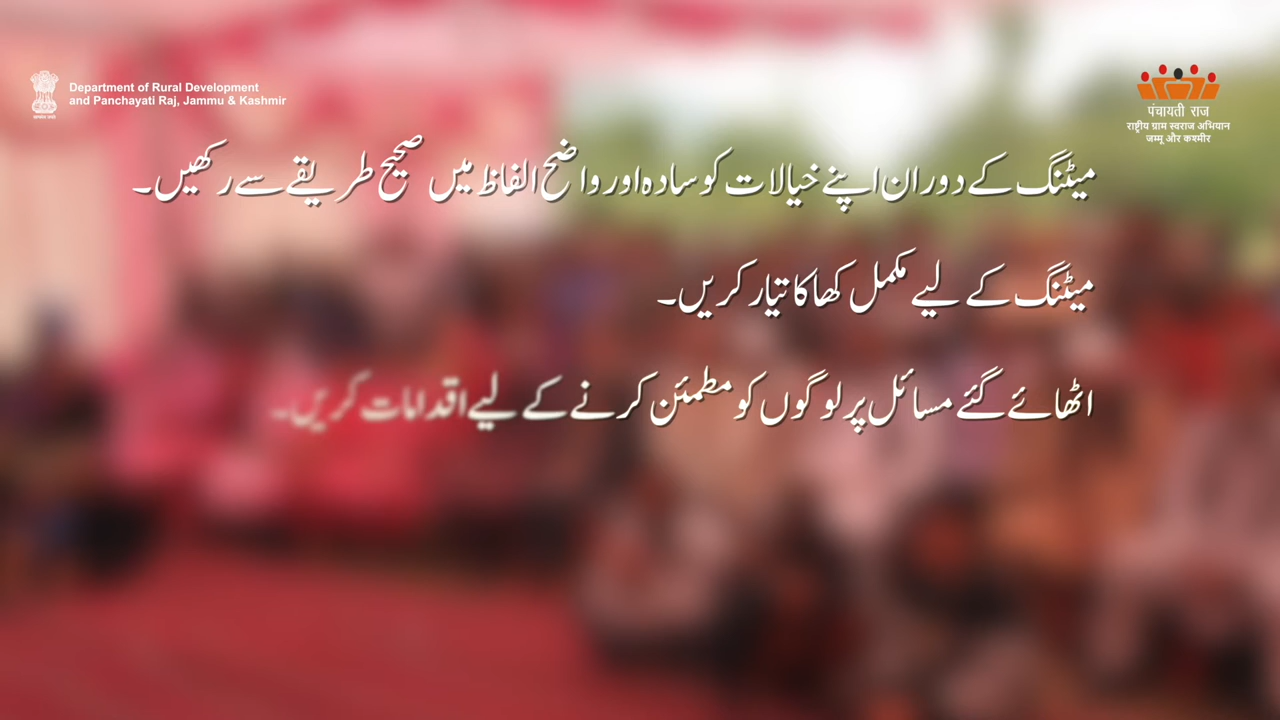 Department of Rural Development
and Panchayati Raj, Jammu & Kashmir
पंचायती राज
राष्ट्रीय ग्राम स्वराज अभियान
जम्मू और कश्मीर
میٹنگ کے دوران اپنے خیالات کو سادہ اور واضح الفاظ میں صحیح طریقے سے رکھیں۔
میٹنگ کے لیے مکمل کھاکا تیار کریں۔
اٹھائے گئے مسائل پر لوگوں کو مطمئن کرنے کے لیے اقدامات کریں۔